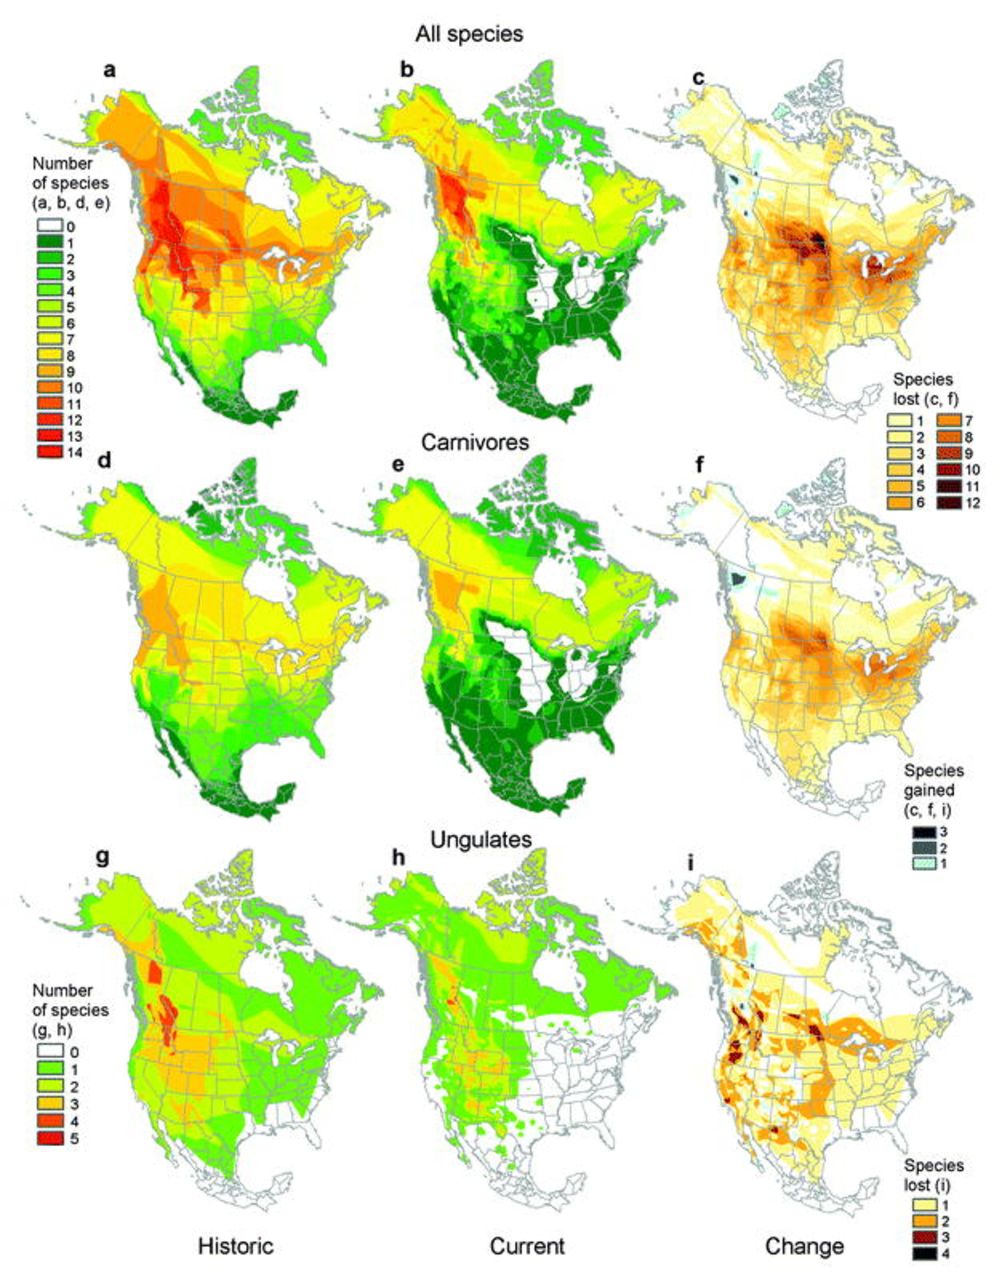 All species
a
b
c
Number
of species
(a, b, d, e)
0
1
2
3
4
5
6
7
8
9
10
11
12
13
14
Species
lost (c, f)
1 7
2 8
3 9
4 10
5 11
6 12
Carnivores
d
e
f
Species
gained
(c, f, i)
3
2
1
Ungulates
g
h
i
Number
of species
(g, h)
0
1
2
3
4
5
Species
lost (i)
1
2
3
4
Historic
Current
Change